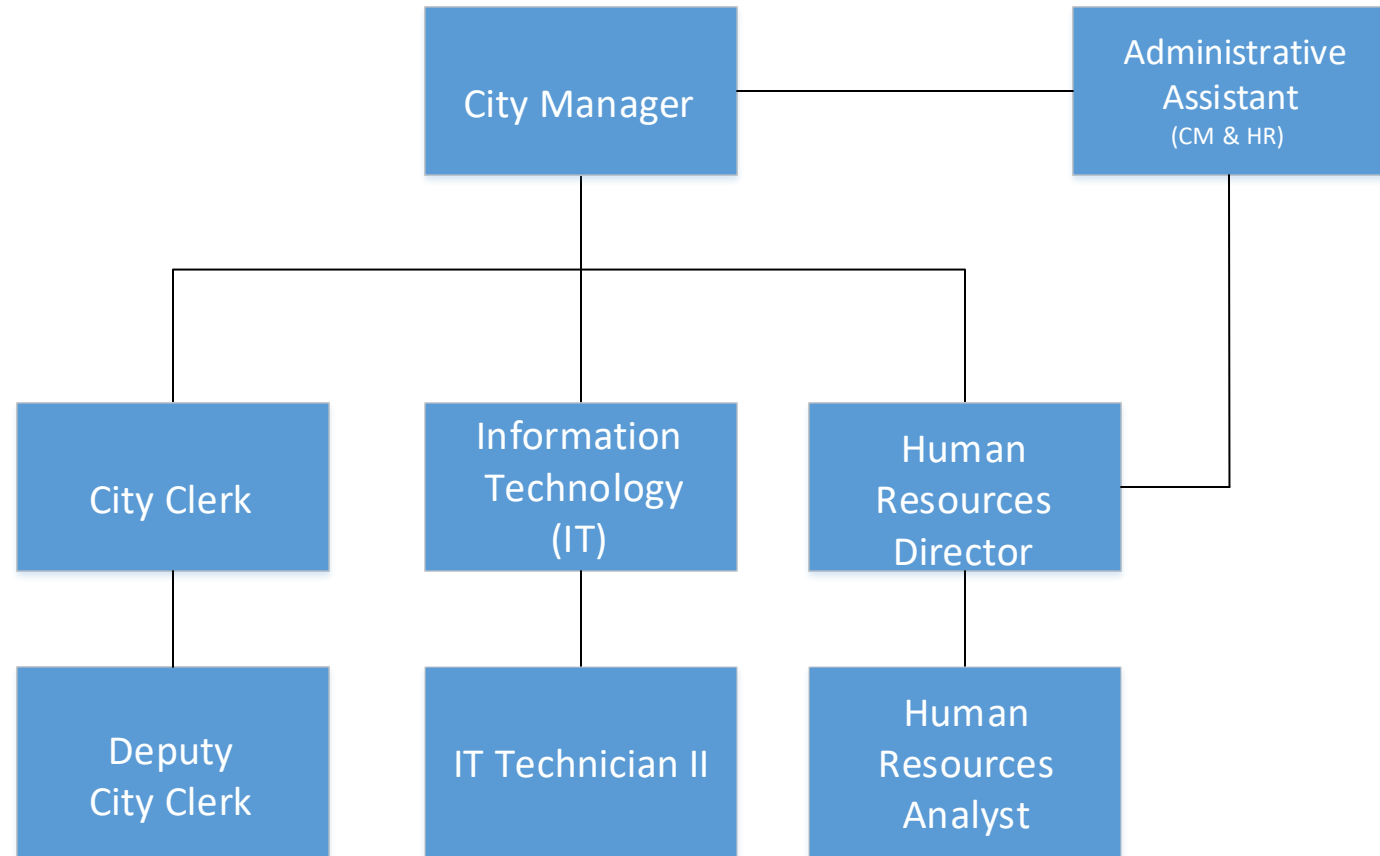 City Manager
Administrative
Assistant
(CM & HR)
City Clerk
Information
Technology
(IT)
Human
Resources
Director
Deputy
City Clerk
IT Technician II
Human
Resources
Analyst